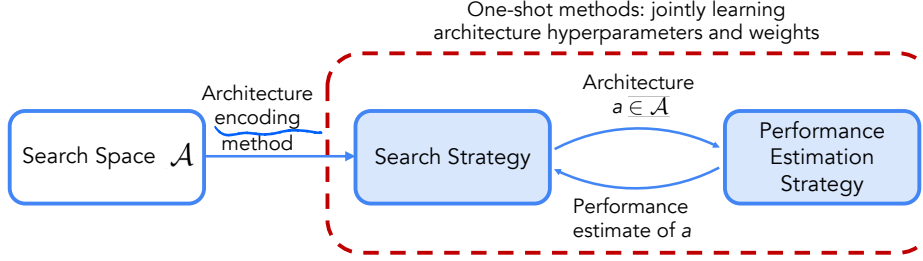 One-shot methods: jointly learning
architecture hyperparameters and weights
Architecture
encoding
method
Search Space 𝒜
Search Strategy
Architecture
a ∈ 𝒜
Performance
estimate of a
Performance
Estimation
Strategy